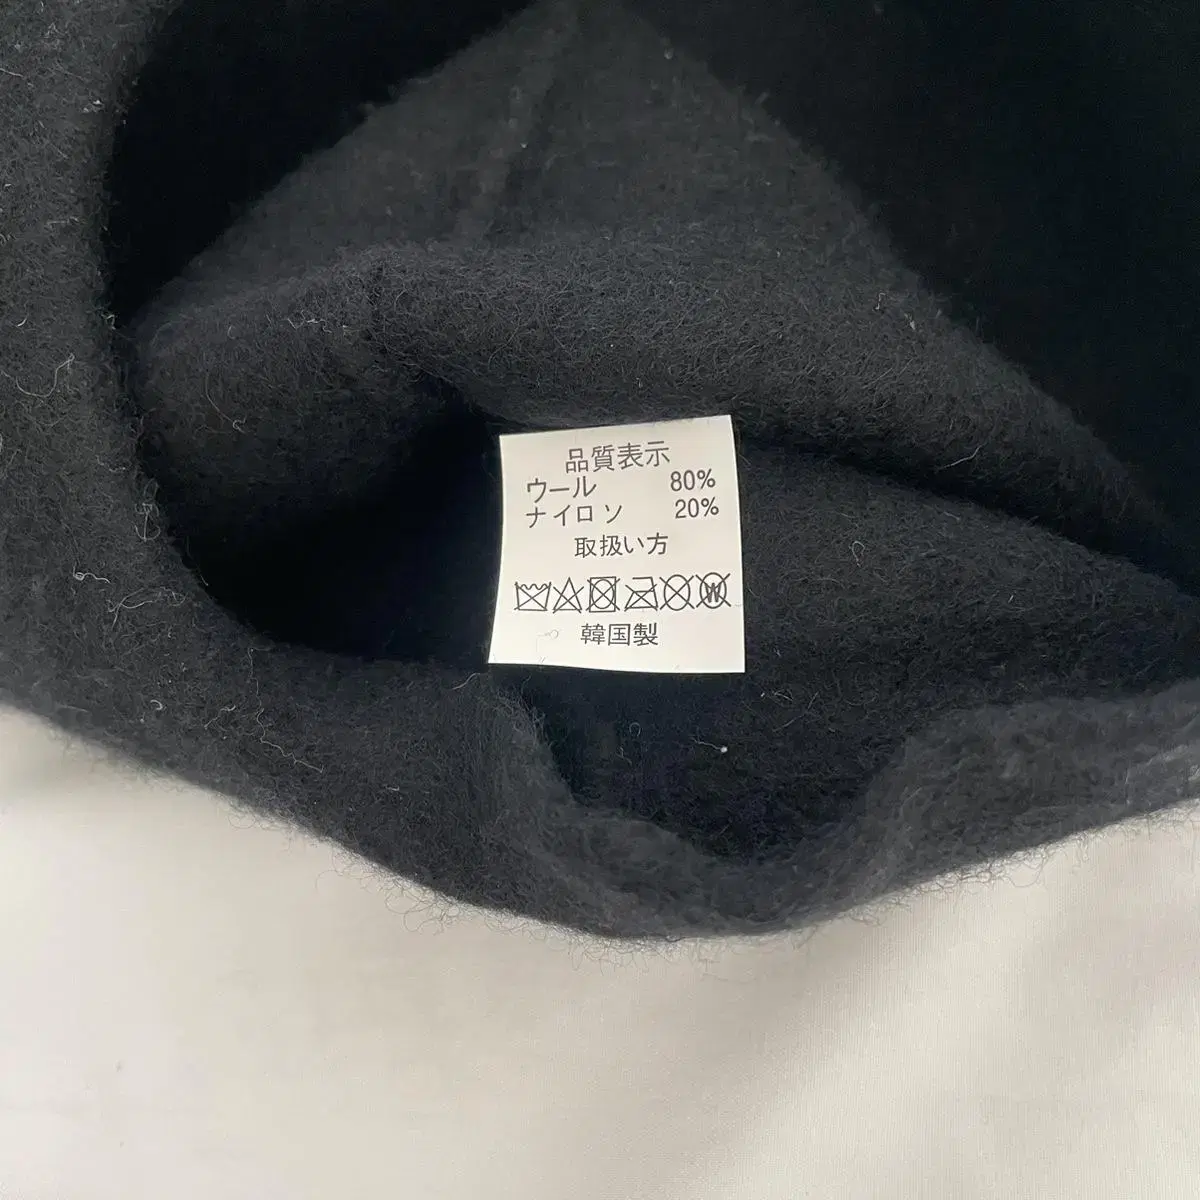 品質表示
ウール 80%
ナイロン 20%
取扱い方
W
韓国製